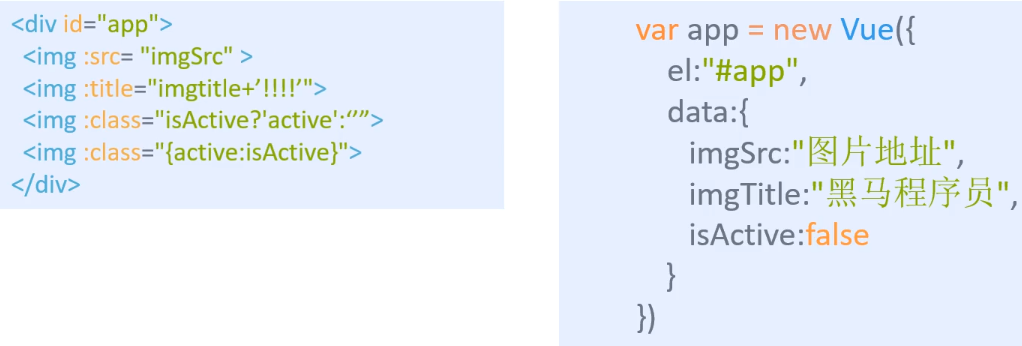 <div id="app">
<img :src= "imgSrc" >
<img :title="imgtitle+’!!!!’">
<img :class="isActive?'active':‘’”>
<img :class="{active:isActive}">
</div>
var app = new Vue({
el:"#app",
data:{
imgSrc:"图片地址",
imgTitle:"黑马程序员",
isActive:false
}
})